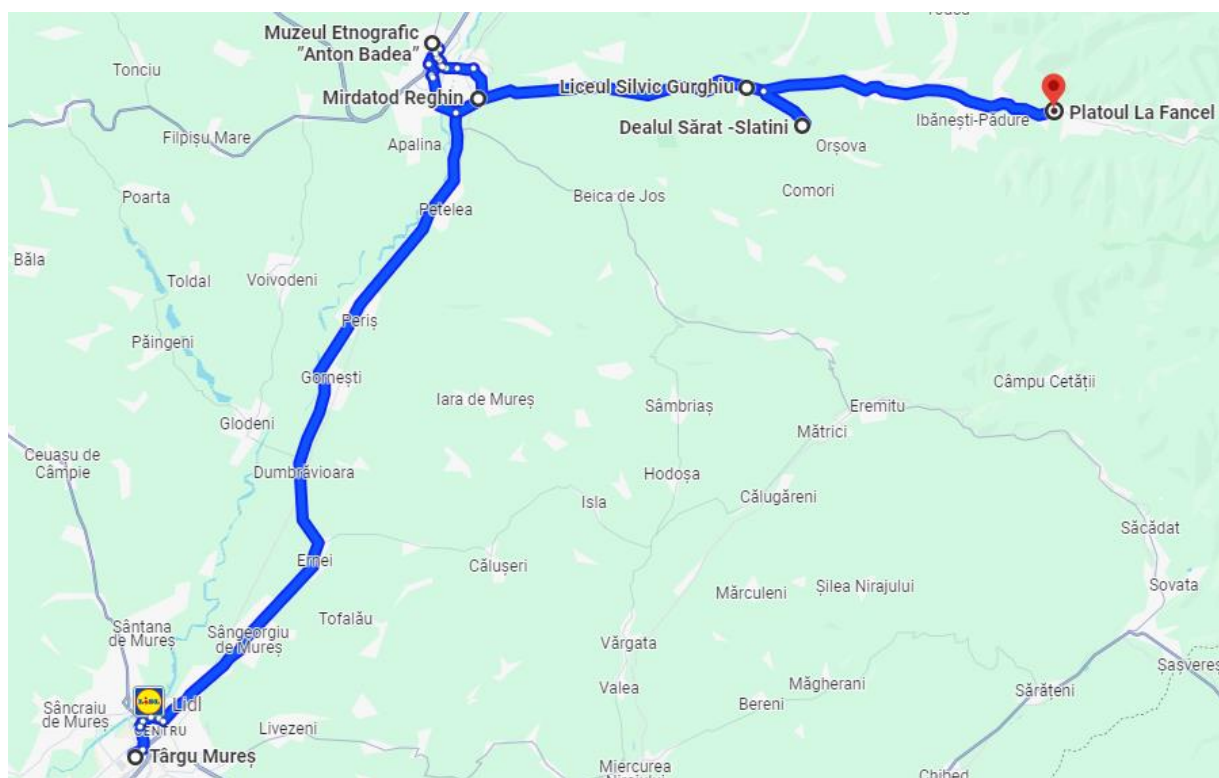 Muzeul Etnografic
"Anton Badea"
Tonciu
Mirdatod Reghin
Liceul Silvic Gurghiu
Dealul Sărat -Slatini
Ibănești-Pădure
Platoul La Fancel
Filpișu Mare
Apalina
Orșova
Poarta
Petelea
Beica de Jos
Comori
Băla
Toldal
Voivodeni
Periș
Păingeni
Gornești
Câmpu Cetății
Iara de Mureș
Sâmbriaș
Eremitu
Glodeni
Mătrici
Ceuașu de
Câmpie
Dumbrăvioara
Hodoșa
Isla
Călugăreni
Săcădat
Ernei
Călușeri
Mărculeni
Șilea Nirajului
Sovata
Tofalău
Sântana
de Mureș
Sângeorgiu
de Mureș
Vărgata
Șașvereș
Valea
Măgherani
Sărățeni
Bereni
Sâncraiu
de Mureș
LIDL
Lidl
CENTRU
Livezeni
Târgu Mureș
Miercurea
Nirajului
Chibed